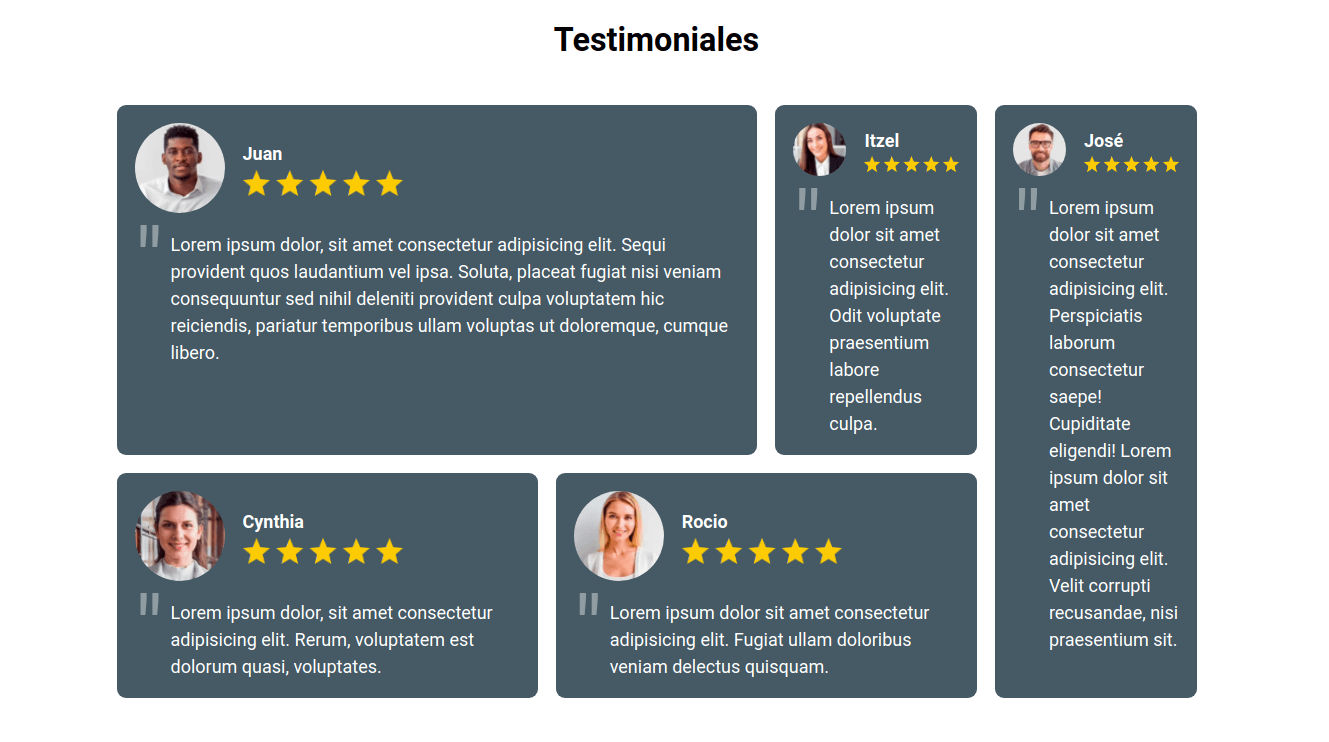 Testimoniales
Juan
"
Lorem ipsum dolor, sit amet consectetur adipisicing elit. Sequi
provident quos laudantium vel ipsa. Soluta, placeat fugiat nisi veniam
consequuntur sed nihil deleniti provident culpa voluptatem hic
reiciendis, pariatur temporibus ullam voluptas ut doloremque, cumque
libero.
Itzel
"
Lorem ipsum
dolor sit amet
consectetur
adipisicing elit.
Odit voluptate
praesentium
labore
repellendus
culpa.
José
"
Lorem ipsum
dolor sit amet
consectetur
adipisicing elit.
Perspiciatis
laborum
consectetur
saepe!
Cupiditate
eligendi! Lorem
ipsum dolor sit
amet
consectetur
adipisicing elit.
Velit corrupti
recusandae, nisi
praesentium sit.
Cynthia
"
Lorem ipsum dolor, sit amet consectetur
adipisicing elit. Rerum, voluptatem est
dolorum quasi, voluptates.
Rocio
"
Lorem ipsum dolor sit amet consectetur
adipisicing elit. Fugiat ullam doloribus
veniam delectus quisquam.